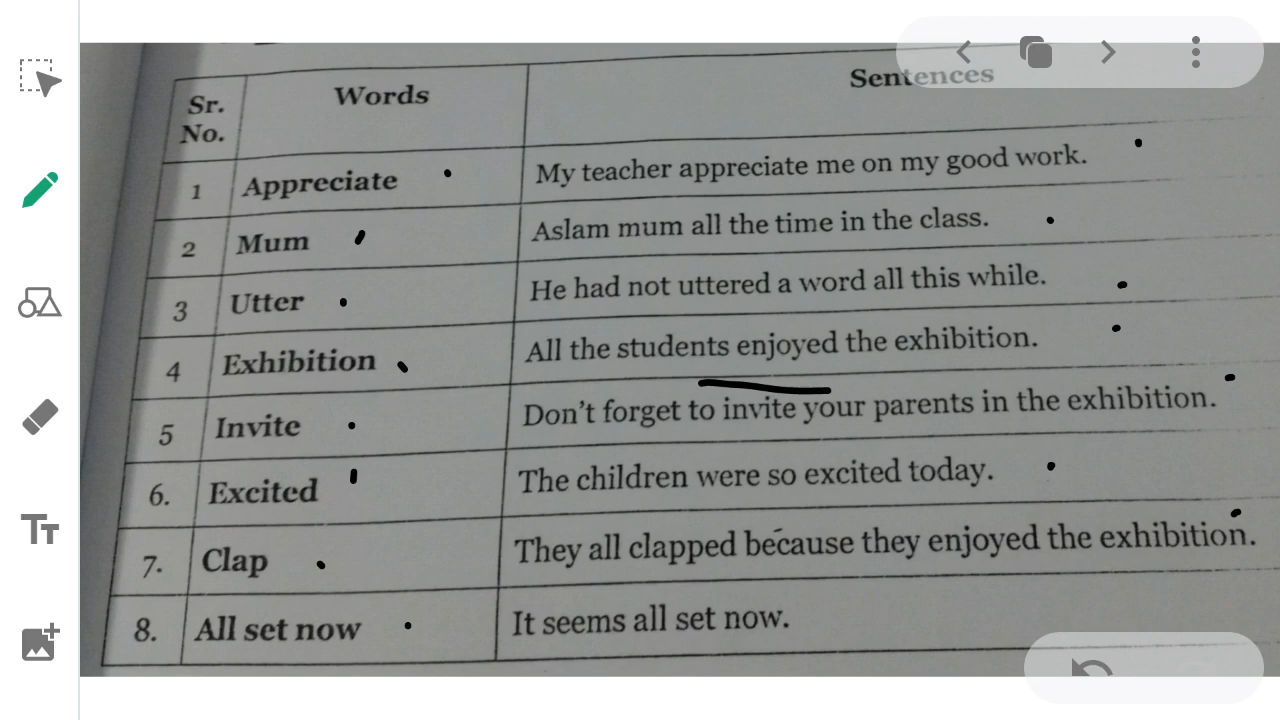 Sr. No. Words Sentences
1 Appreciate My teacher appreciate me on my good work.
2 Mum Aslam mum all the time in the class.
3 Utter He had not uttered a word all this while.
4 Exhibition All the students enjoyed the exhibition.
5 Invite Don't forget to invite your parents in the exhibition.
6. Excited The children were so excited today.
7. Clap They all clapped because they enjoyed the exhibition.
8. All set now It seems all set now.
Tт